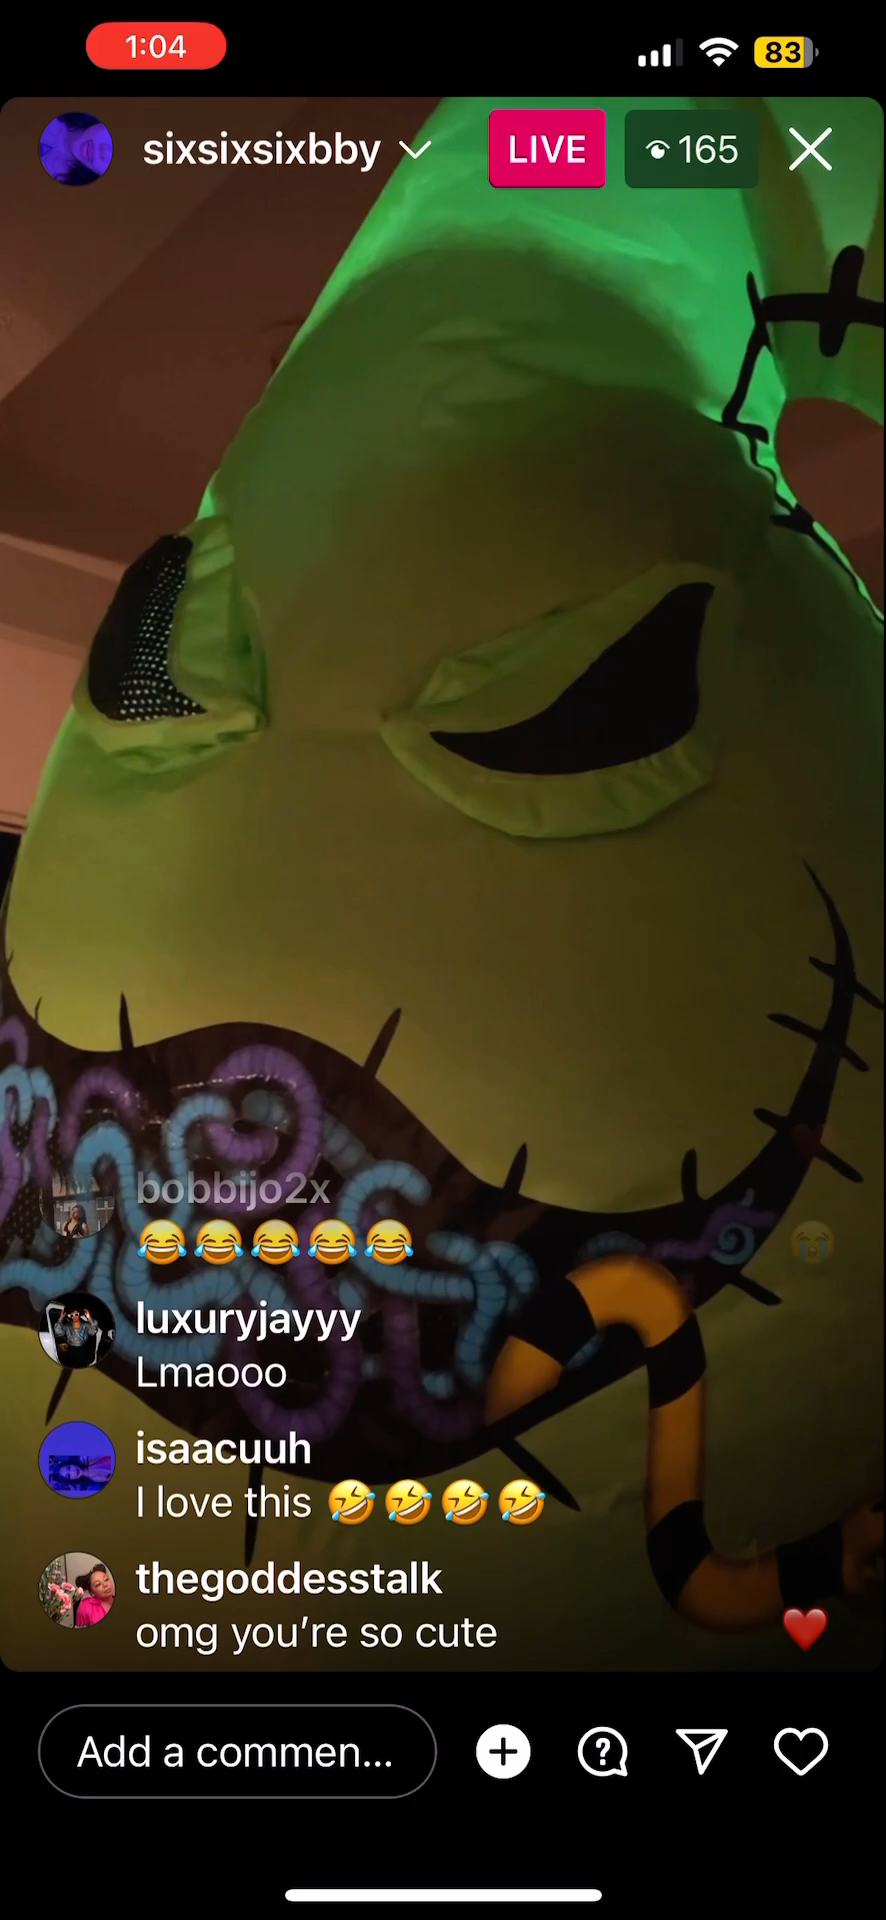 1:04
83
sixsixsixbby
LIVE
165
bobbijo2x
😂😂😂😂😂
luxuryjayyy
Lmaooo
isaacuuh
I love this 🤣🤣🤣🤣
thegoddesstalk
omg you’re so cute
Add a commen...